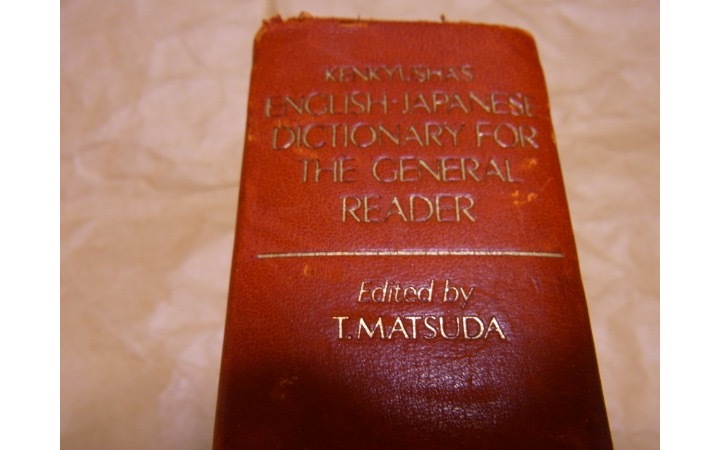 KENKYUSHA'S
ENGLISH-JAPANESE
DICTIONARY FOR
THE GENERAL
READER
Edited by
T. MATSUDA